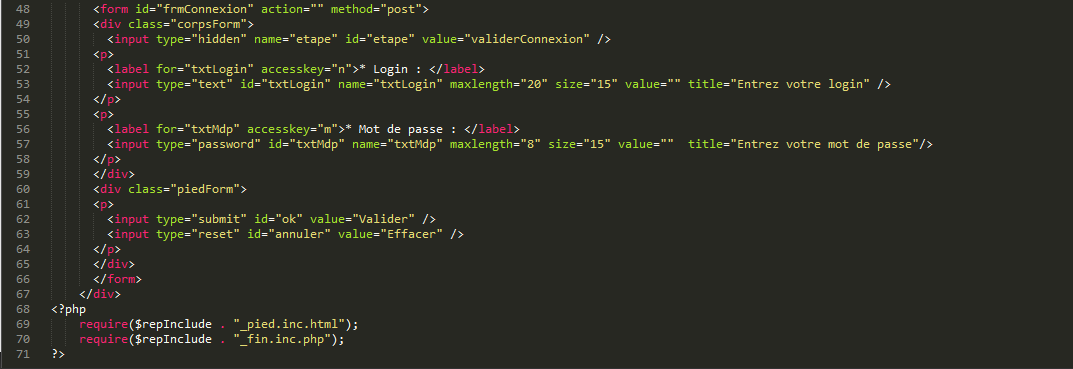 48 <form id="frmConnexion" action="" method="post">
49 <div class="corpsForm">
50 <input type="hidden" name="etape" id="etape" value="validerConnexion" />
51 <p>
52 <label for="txtLogin" accesskey="n">* Login : </label>
53 <input type="text" id="txtLogin" name="txtLogin" maxlength="20" size="15" value="" title="Entrez votre login" />
54 </p>
55 <p>
56 <label for="txtMdp" accesskey="m">* Mot de passe : </label>
57 <input type="password" id="txtMdp" name="txtMdp" maxlength="8" size="15" value=""  title="Entrez votre mot de passe"/>
58 </p>
59 </div>
60 <div class="piedForm">
61 <p>
62 <input type="submit" id="ok" value="Valider" />
63 <input type="reset" id="annuler" value="Effacer" />
64 </p>
65 </div>
66 </form>
67 </div>
68 <?php
69 require($repInclude . "_pied.inc.html");
70 require($repInclude . "_fin.inc.php");
71 ?>